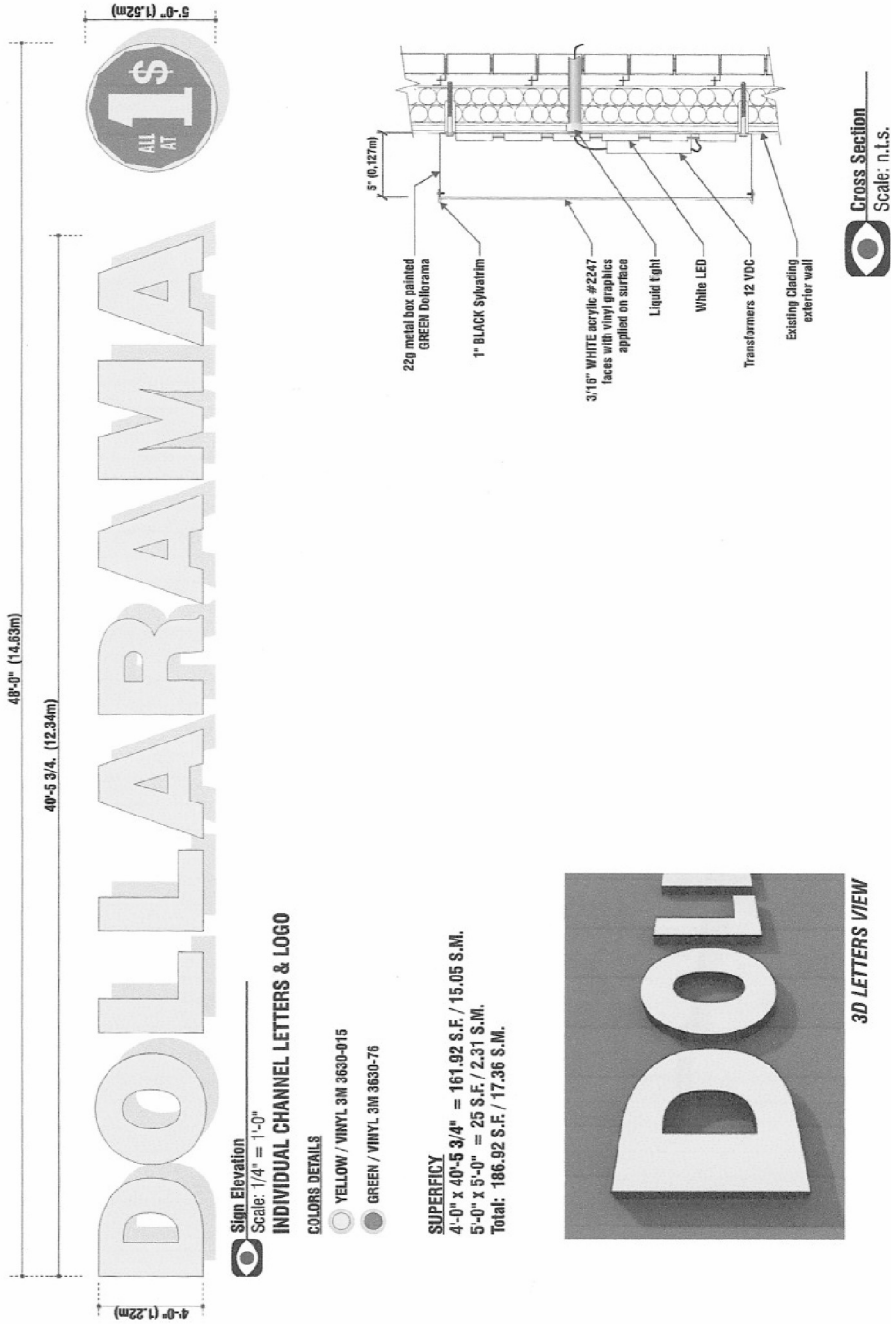 48'-0" (14.63m)
40'-5 3/4. (12.34m)
4'-0" (1.22m)
5'-0" (1.52m)
DOLLARAMA
ALL
AT
1$
Sign Elevation
Scale: 1/4" = 1'-0"
INDIVIDUAL CHANNEL LETTERS & LOGO
COLORS DETAILS
YELLOW / VINYL 3M 3630-015
GREEN / VINYL 3M 3630-76
SUPERFICY
4'-0" x 40'-5 3/4" = 161.92 S.F. / 15.05 S.M.
5'-0" x 5'-0" = 25 S.F. / 2.31 S.M.
Total: 186.92 S.F. / 17.36 S.M.
DOLL
3D LETTERS VIEW
5" (0,127m)
22g metal box painted
GREEN Dollorama
1" BLACK Sylvatrim
3/16" WHITE acrylic #2247
faces with vinyl graphics
applied on surface
Liquid tight
White LED
Transformers 12 VDC
Existing Clading
exterior wall
Cross Section
Scale: n.t.s.